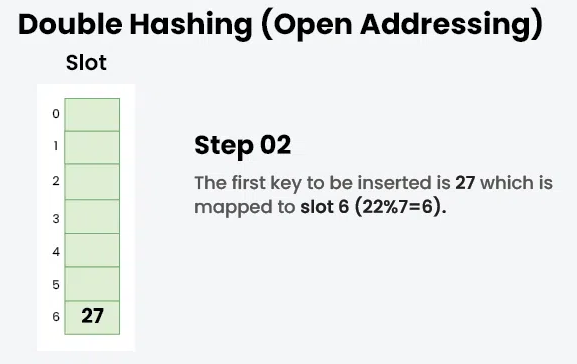 Double Hashing (Open Addressing)
Slot
0
1
2
3
4
5
6 27
Step 02
The first key to be inserted is 27 which is
mapped to slot 6 (22%7=6).